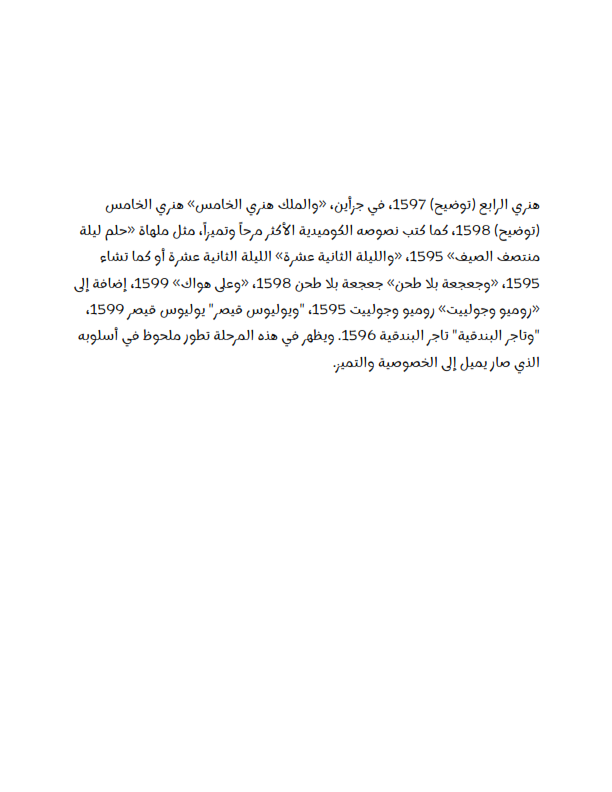 هنري الرابع (توضيح) 1597، في جزأين، «والملك هنري الخامس» هنري الخامس
(توضيح) 1598، كما كتب نصوصه الكوميدية الأكثر مرحاً وتميزاً، مثل ملهاة «حلم ليلة
منتصف الصيف» 1595، «والليلة الثانية عشرة» الليلة الثانية عشرة أو كما تشاء
1595، «وجعجعة بلا طحن» جعجعة بلا طحن 1598، «وعلى هواك» 1599، إضافة إلى
«روميو وجولييت» روميو وجولييت 1595، "ويوليوس قيصر" يوليوس قيصر 1599،
"وتاجر البندقية" تاجر البندقية 1596. ويظهر في هذه المرحلة تطور ملحوظ في أسلوبه
الذي صار يميل إلى الخصوصية والتميز.